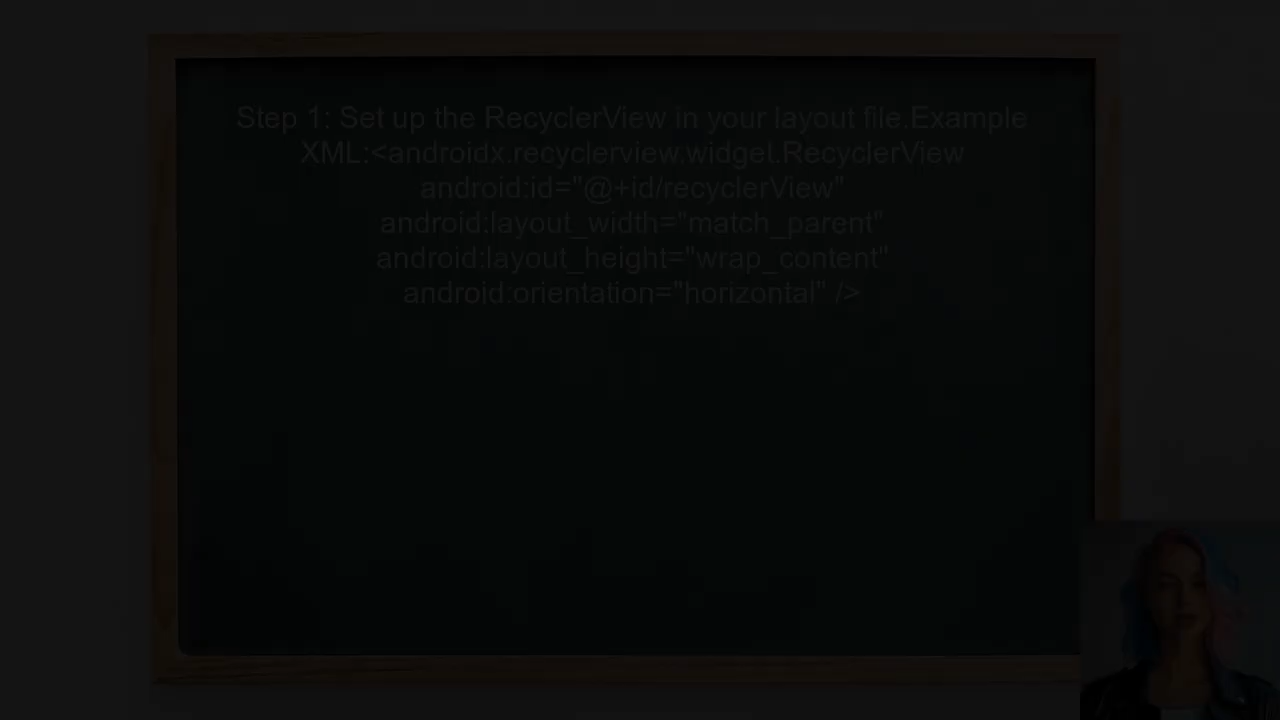 Step 1: Set up the RecyclerView in your layout file.Example
XML:<androidx.recyclerview.widget.RecyclerView
android:id="@+id/recyclerView"
android:layout_width="match_parent"
android:layout_height="wrap_content"
android:orientation="horizontal" />